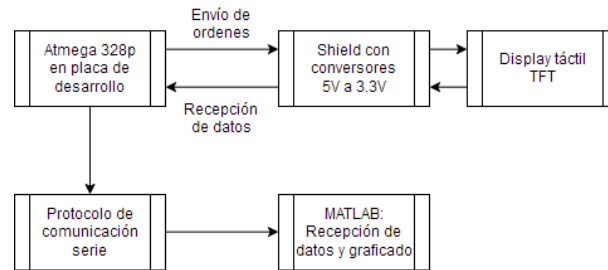 Envío de
ordenes
Atmega 328p
en placa de
desarrollo
Shield con
conversores
5V a 3.3V
Display táctil
TFT
Recepción
de datos
Protocolo de
comunicación
serie
MATLAB:
Recepción de
datos y graficado